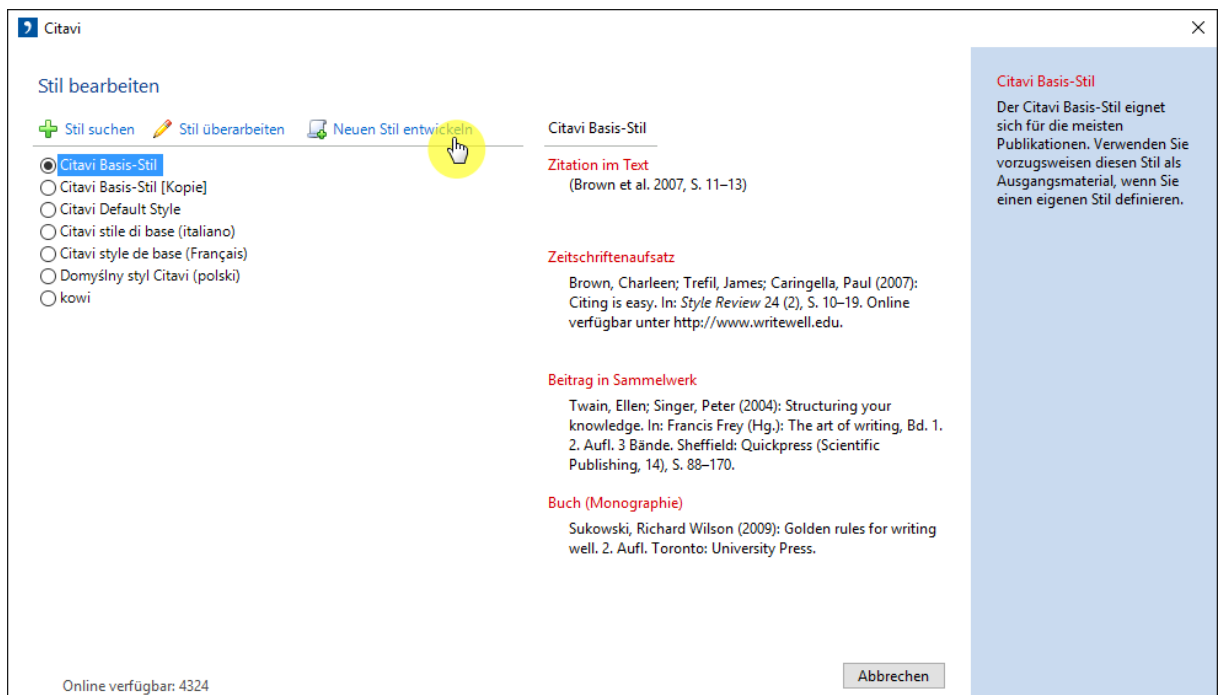 Citavi
Stil bearbeiten
Stil suchen Stil überarbeiten Neuen Stil entwickeln
Citavi Basis-Stil
Citavi Basis-Stil [Kopie]
Citavi Default Style
Citavi stile di base (italiano)
Citavi style de base (Français)
Domyślny styl Citavi (polski)
kowi
Online verfügbar: 4324
Citavi Basis-Stil
Zitation im Text
(Brown et al. 2007, S. 11–13)
Zeitschriftenaufsatz
Brown, Charleen; Trefil, James; Caringella, Paul (2007):
Citing is easy. In: Style Review 24 (2), S. 10–19. Online
verfügbar unter http://www.writewell.edu.
Beitrag in Sammelwerk
Twain, Ellen; Singer, Peter (2004): Structuring your
knowledge. In: Francis Frey (Hg.): The art of writing, Bd. 1.
2. Aufl. 3 Bände. Sheffield: Quickpress (Scientific
Publishing, 14), S. 88–170.
Buch (Monographie)
Sukowski, Richard Wilson (2009): Golden rules for writing
well. 2. Aufl. Toronto: University Press.
Abbrechen
Citavi Basis-Stil
Der Citavi Basis-Stil eignet
sich für die meisten
Publikationen. Verwenden Sie
vorzugsweisen diesen Stil als
Ausgangsmaterial, wenn Sie
einen eigenen Stil definieren.